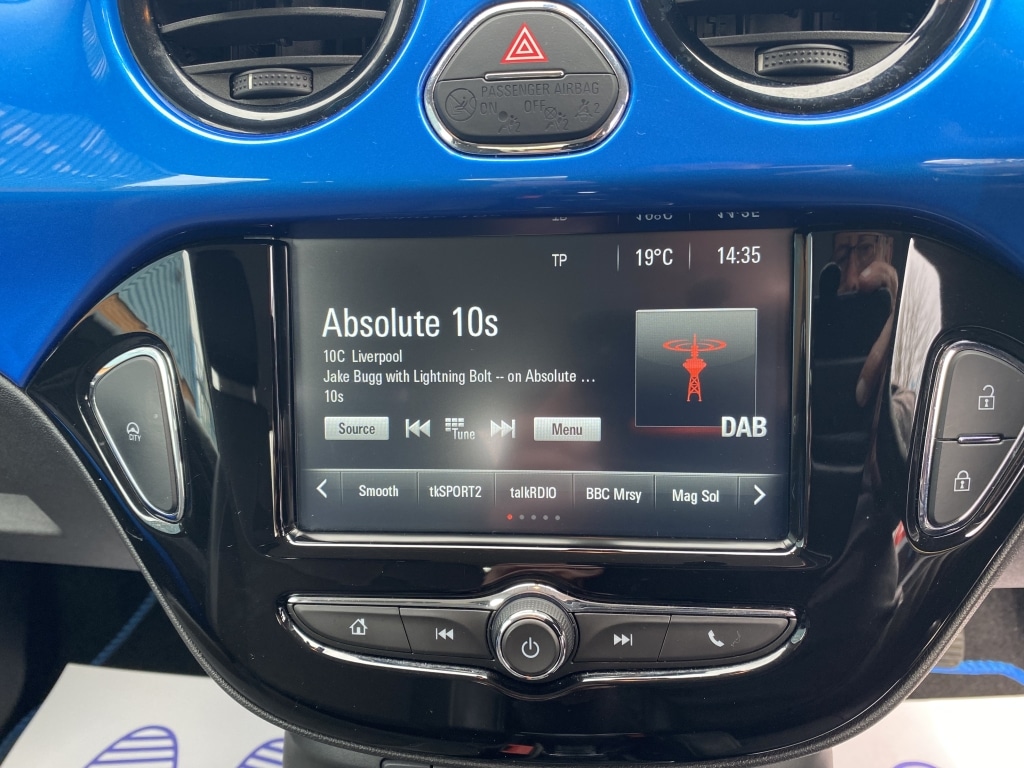 PASSENGER AIRBAG
ON OFF 2
TP 19°C 14:35
Absolute 10s
10C Liverpool
Jake Bugg with Lightning Bolt -- on Absolute ...
10s
Source Tune Menu
DAB
Smooth tkSPORT2 talkRDIO BBC Mrsy Mag Sol
CITY